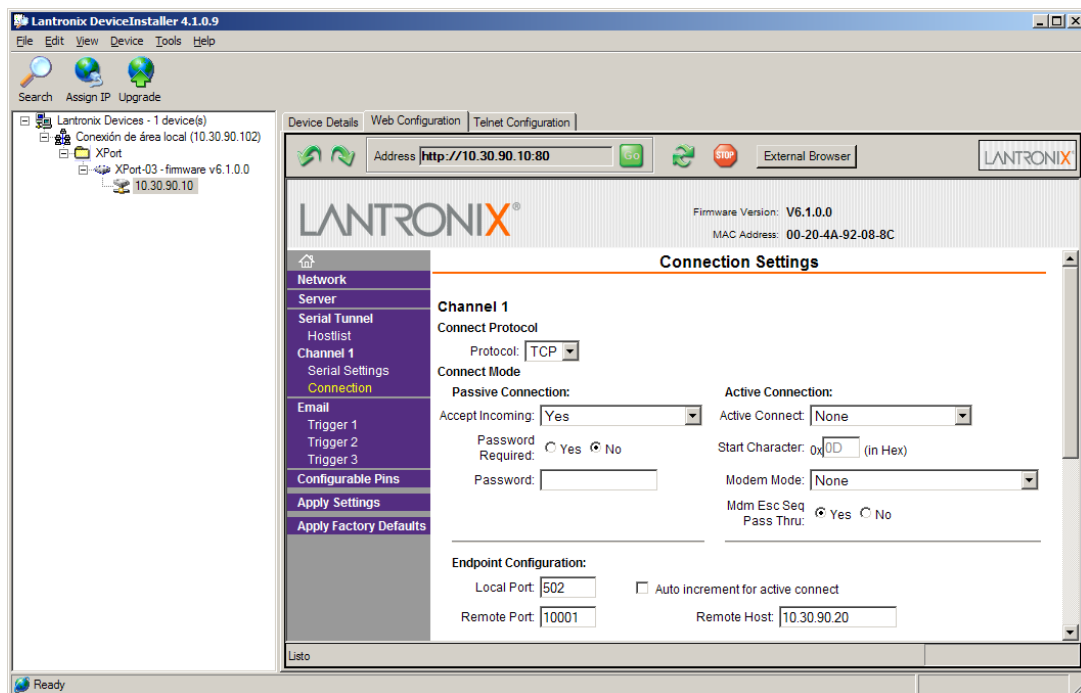 Lantronix DeviceInstaller 4.1.0.9
File Edit View Device Tools Help
Search Assign IP Upgrade
Lantronix Devices - 1 device(s)
Conexión de área local (10.30.90.102)
XPort
XPort-03 - firmware v6.1.0.0
10.30.90.10
Device Details Web Configuration Telnet Configuration
Address http://10.30.90.10:80 Go STOP External Browser LANTRONIX
LANTRONIX®
Firmware Version: V6.1.0.0
MAC Address: 00-20-4A-92-08-8C
Network
Server
Serial Tunnel
Hostlist
Channel 1
Serial Settings
Connection
Email
Trigger 1
Trigger 2
Trigger 3
Configurable Pins
Apply Settings
Apply Factory Defaults
Connection Settings
Channel 1
Connect Protocol
Protocol: TCP
Connect Mode
Passive Connection: Active Connection:
Accept Incoming: Yes Active Connect: None
Password Required: Yes No Start Character: 0x0D (in Hex)
Password: Modem Mode: None
Mdm Esc Seq Pass Thru: Yes No
Endpoint Configuration:
Local Port: 502 Auto increment for active connect
Remote Port: 10001 Remote Host: 10.30.90.20
Listo
Ready